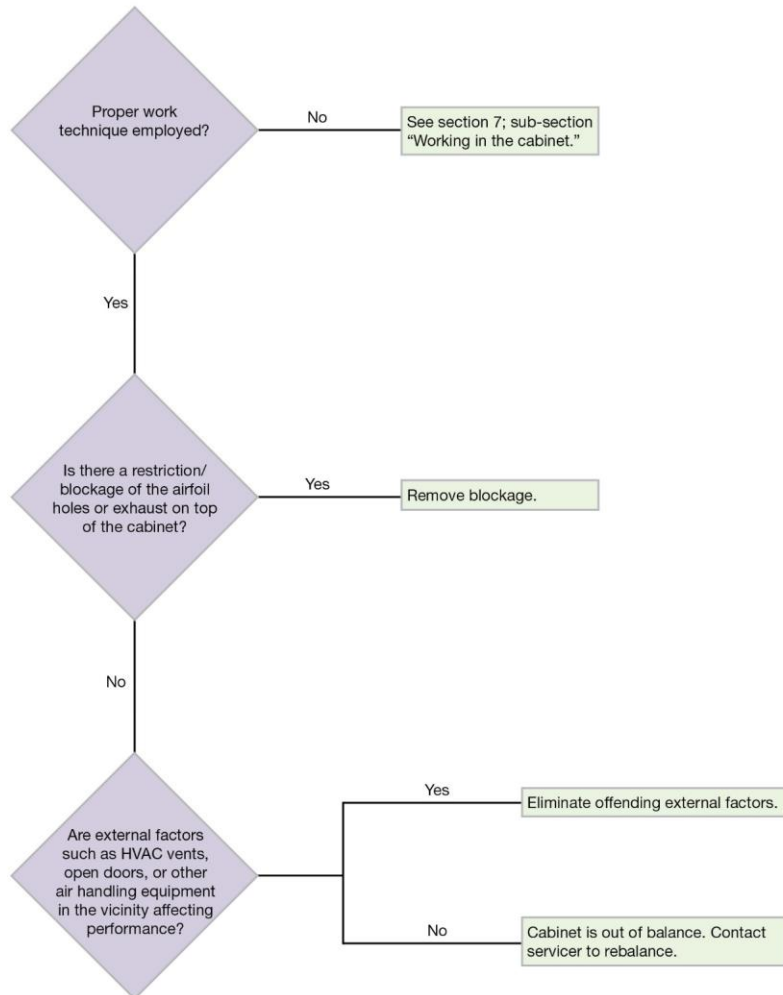 Proper work
technique employed?
No
See section 7; sub-section
“Working in the cabinet.”
Yes
Is there a restriction/
blockage of the airfoil
holes or exhaust on top
of the cabinet?
Yes
Remove blockage.
No
Are external factors
such as HVAC vents,
open doors, or other
air handling equipment
in the vicinity affecting
performance?
Yes
Eliminate offending external factors.
No
Cabinet is out of balance. Contact
servicer to rebalance.